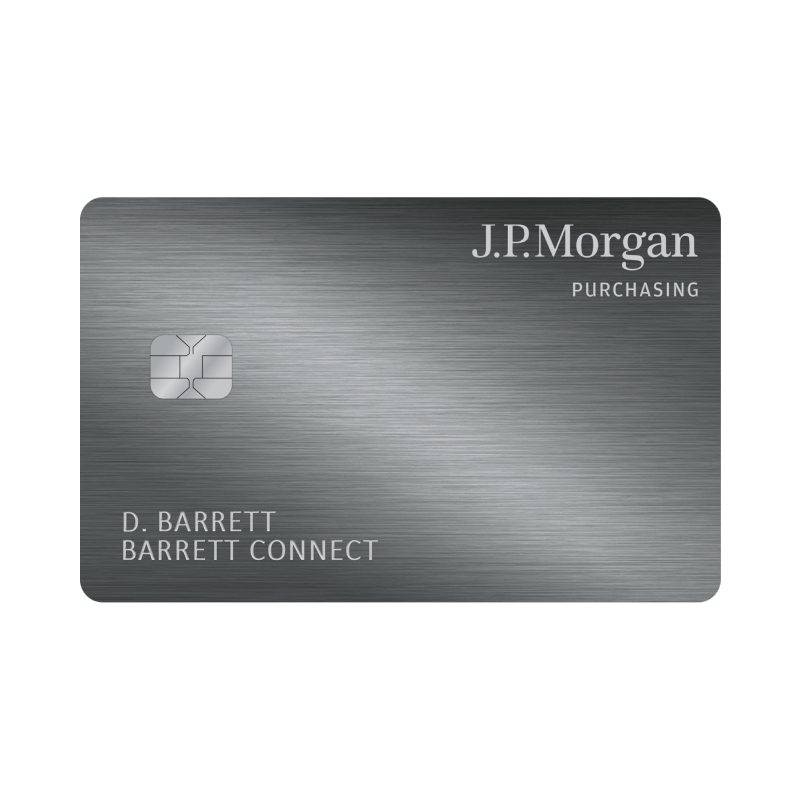 J.P.Morgan
PURCHASING
D. BARRETT
BARRETT CONNECT